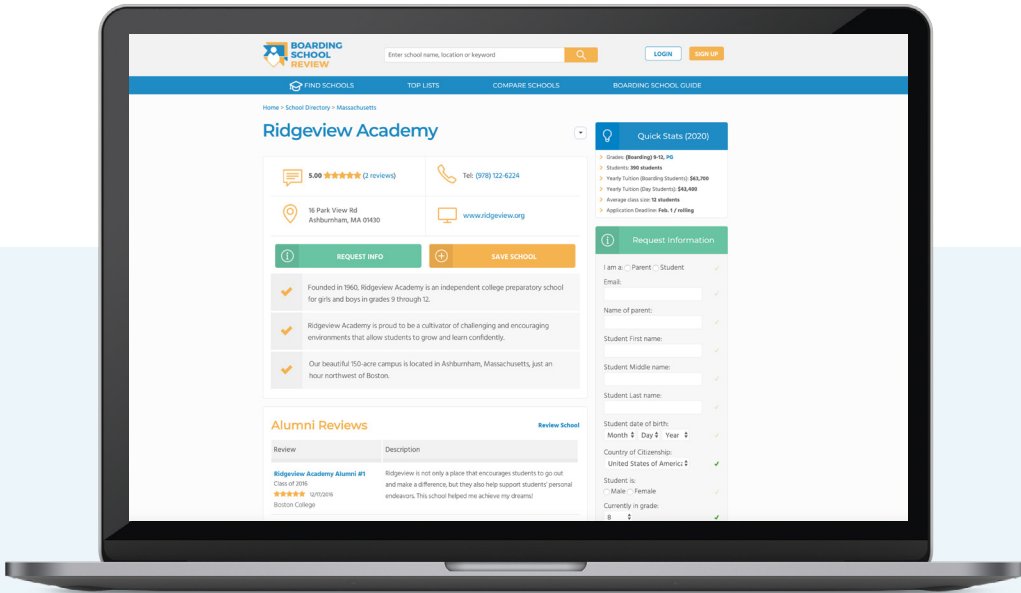 BOARDING
SCHOOL
REVIEW
Enter school name, location or keyword
LOGIN
SIGN UP
FIND SCHOOLS
TOP LISTS
COMPARE SCHOOLS
BOARDING SCHOOL GUIDE
Home > School Directory > Massachusetts
Ridgeview Academy
5.00 (2 reviews)
Tel: (978) 122-6224
16 Park View Rd
Ashburnham, MA 01430
www.ridgeview.org
REQUEST INFO
SAVE SCHOOL
Founded in 1960, Ridgeview Academy is an independent college preparatory school
for girls and boys in grades 9 through 12.
Ridgeview Academy is proud to be a cultivator of challenging and encouraging
environments that allow students to grow and learn confidently.
Our beautiful 150-acre campus is located in Ashburnham, Massachusetts, just an
hour northwest of Boston.
Alumni Reviews
Review School
Review
Description
Ridgeview Academy Alumni #1
Class of 2016
12/17/2016
Boston College
Ridgeview is not only a place that encourages students to go out
and make a difference, but they also help support students' personal
endeavors. This school helped me achieve my dreams!
Quick Stats (2020)
> Grades: (Boarding) 9-12, PG
> Students: 390 students
> Yearly Tuition (Boarding Students): $63,700
> Yearly Tuition (Day Students): $43,400
> Average class size: 12 students
> Application Deadline: Feb. 1 / rolling
Request Information
I am a: Parent Student
Email:
Name of parent:
Student First name:
Student Middle name:
Student Last name:
Student date of birth:
Month Day Year
Country of Citizenship:
United States of America
Student is:
Male Female
Currently in grade:
8